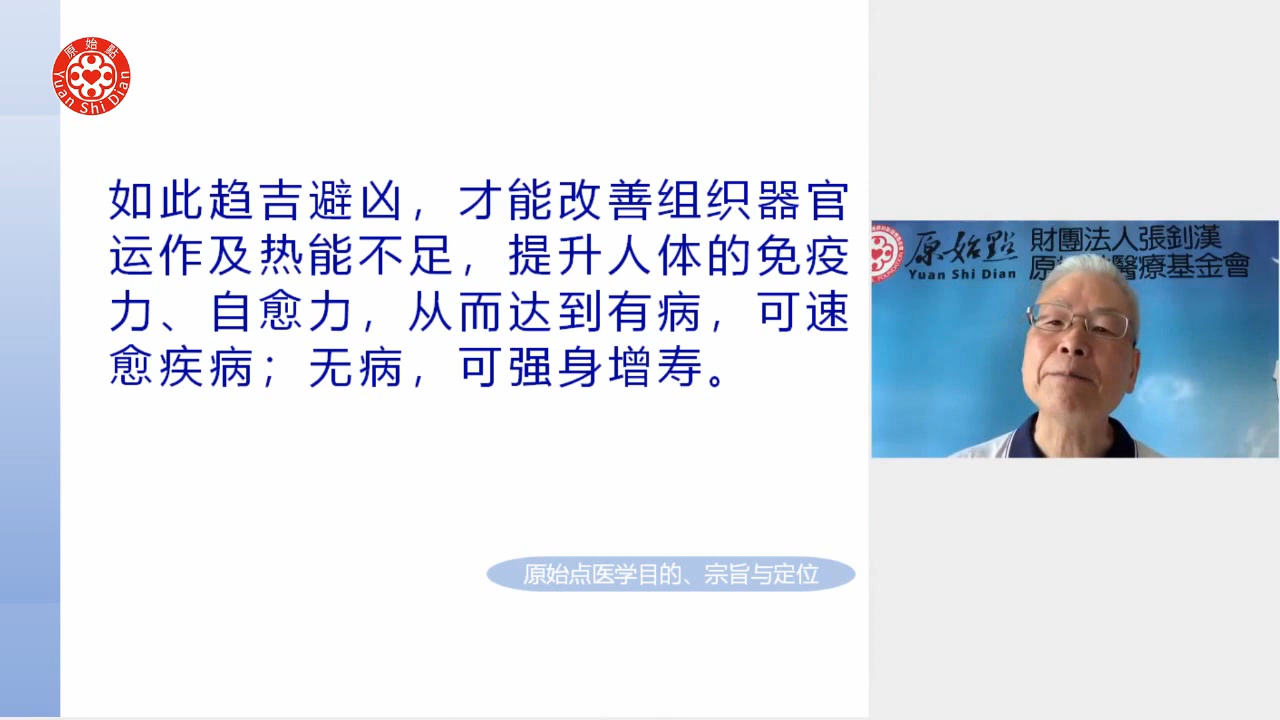 原始點
Yuan Shi Dian
如此趋吉避凶，才能改善组织器官
运作及热能不足，提升人体的免疫
力、自愈力，从而达到有病，可速
愈疾病；无病，可强身增寿。
原始点医学目的、宗旨与定位
原始點
Yuan Shi Dian
財團法人張釗漢
原始點醫療基金會